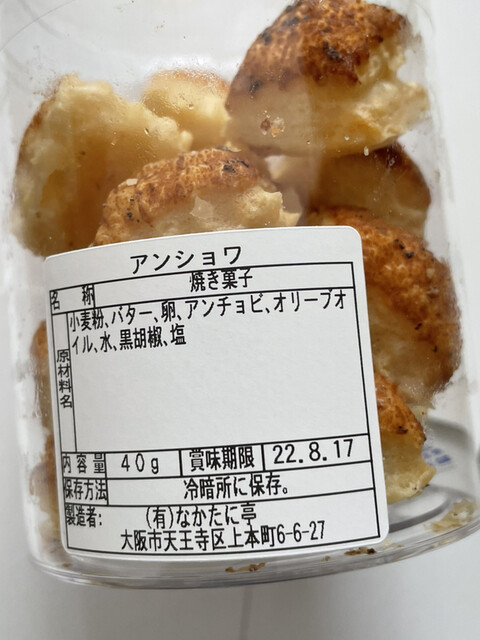 アンショワ
名 称 焼き菓子
原材料名 小麦粉、バター、卵、アンチョビ、オリーブオ
イル、水、黒胡椒、塩
内容量 40g 賞味期限 22.8.17
保存方法 冷暗所に保存。
製造者: (有)なかたに亭
大阪市天王寺区上本町6-6-27